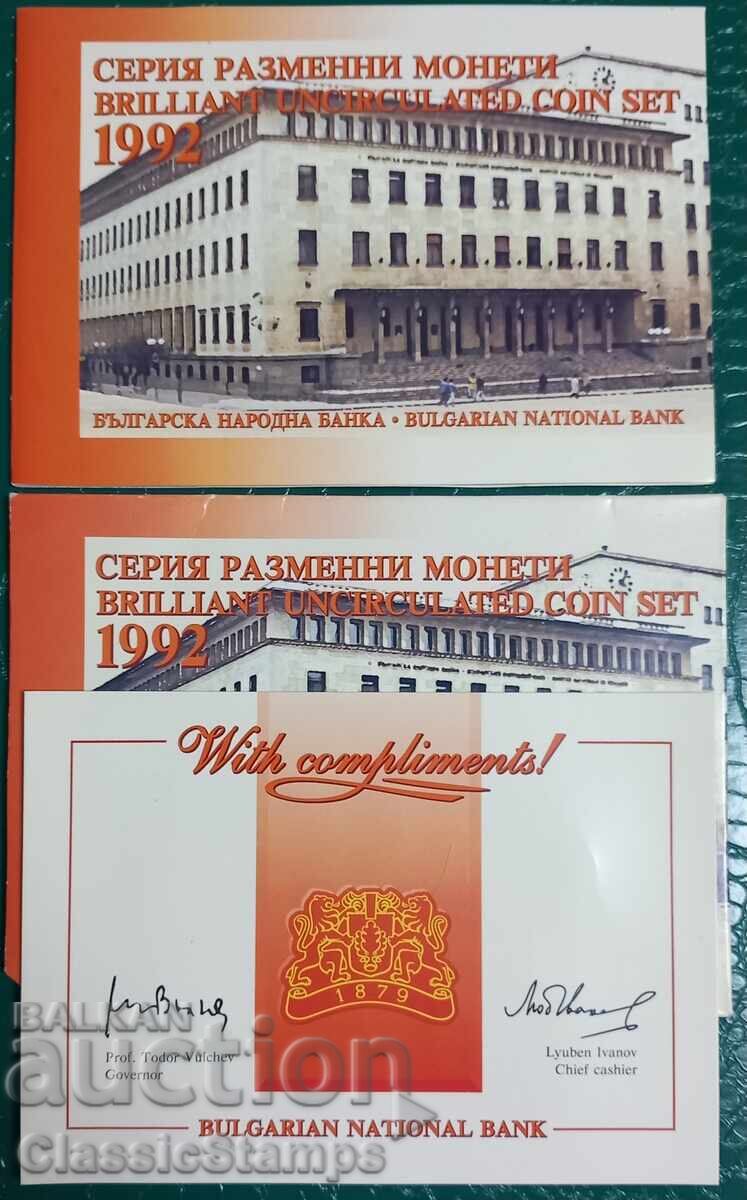 СЕРИЯ РАЗМЕННИ МОНЕТИ
BRILLIANT UNCIRCULATED COIN SET
1992
БЪЛГАРСКА НАРОДНА БАНКА • BULGARIAN NATIONAL BANK
СЕРИЯ РАЗМЕННИ МОНЕТИ
BRILLIANT UNCIRCULATED COIN SET
1992
With compliments!
1879
Prof. Todor Vulchev
Governor
Lyuben Ivanov
Chief cashier
BULGARIAN NATIONAL BANK
BALKAN
auction
ClassicStamps